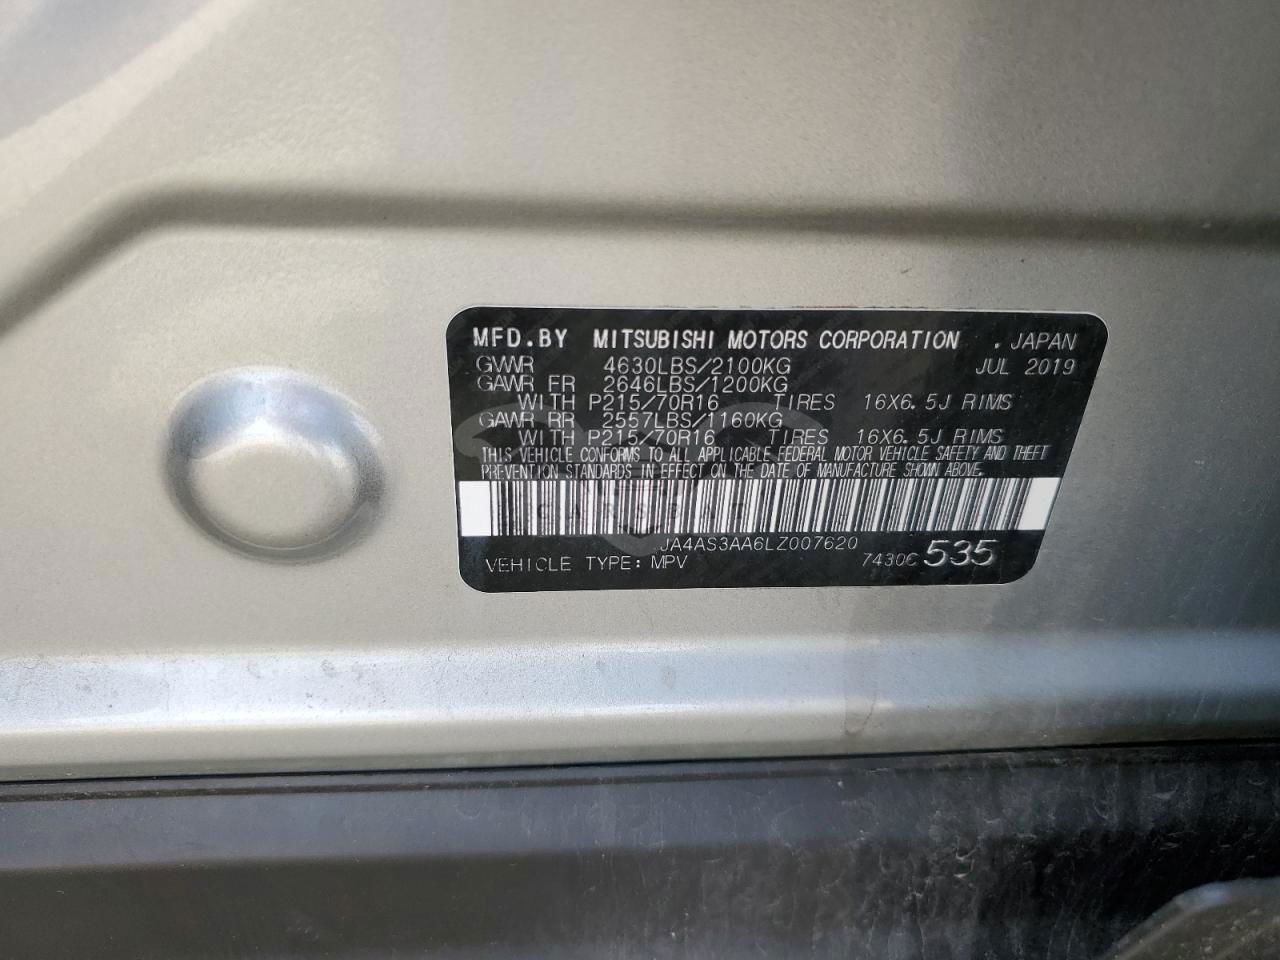 MFD.BY MITSUBISHI MOTORS CORPORATION , JAPAN
GVWR 4630LBS/2100KG JUL 2019
GAWR FR 2646LBS/1200KG
WITH P215/70R16 TIRES 16X6.5J RIMS
GAWR RR 2557LBS/1160KG
WITH P215/70R16 TIRES 16X6.5J RIMS
THIS VEHICLE CONFORMS TO ALL APPLICABLE FEDERAL MOTOR VEHICLE SAFETY AND THEFT
PREVENTION STANDARDS IN EFFECT ON THE DATE OF MANUFACTURE SHOWN ABOVE.
JA4AS3AA6LZ007620
VEHICLE TYPE: MPV 7430C 535